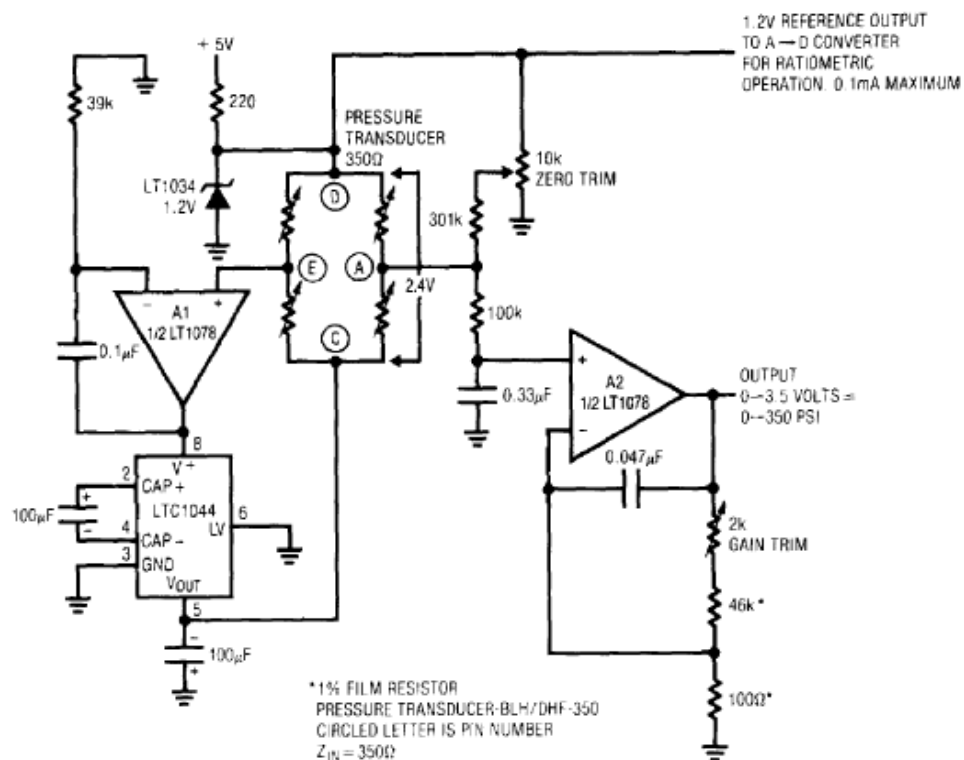 1.2V REFERENCE OUTPUT
TO A → D CONVERTER
FOR RATIOMETRIC
OPERATION. 0.1mA MAXIMUM
+ 5V
39k
220
PRESSURE
TRANSDUCER
350Ω
D
10k
ZERO TRIM
LT1034
1.2V
301k
E
A
2.4V
- +
A1
1/2 LT1078
100k
0.1µF
C
+
A2
1/2 LT1078
-
OUTPUT
0–3.5 VOLTS =
0–350 PSI
0.33µF
0.047µF
8
V+
2
CAP+
LTC1044
6
LV
+
100µF
-
4
CAP-
3
GND
VOUT
5
2k
GAIN TRIM
46k*
-
100µF
+
100Ω*
*1% FILM RESISTOR
PRESSURE TRANSDUCER-BLH/DHF-350
CIRCLED LETTER IS PIN NUMBER
ZIN = 350Ω